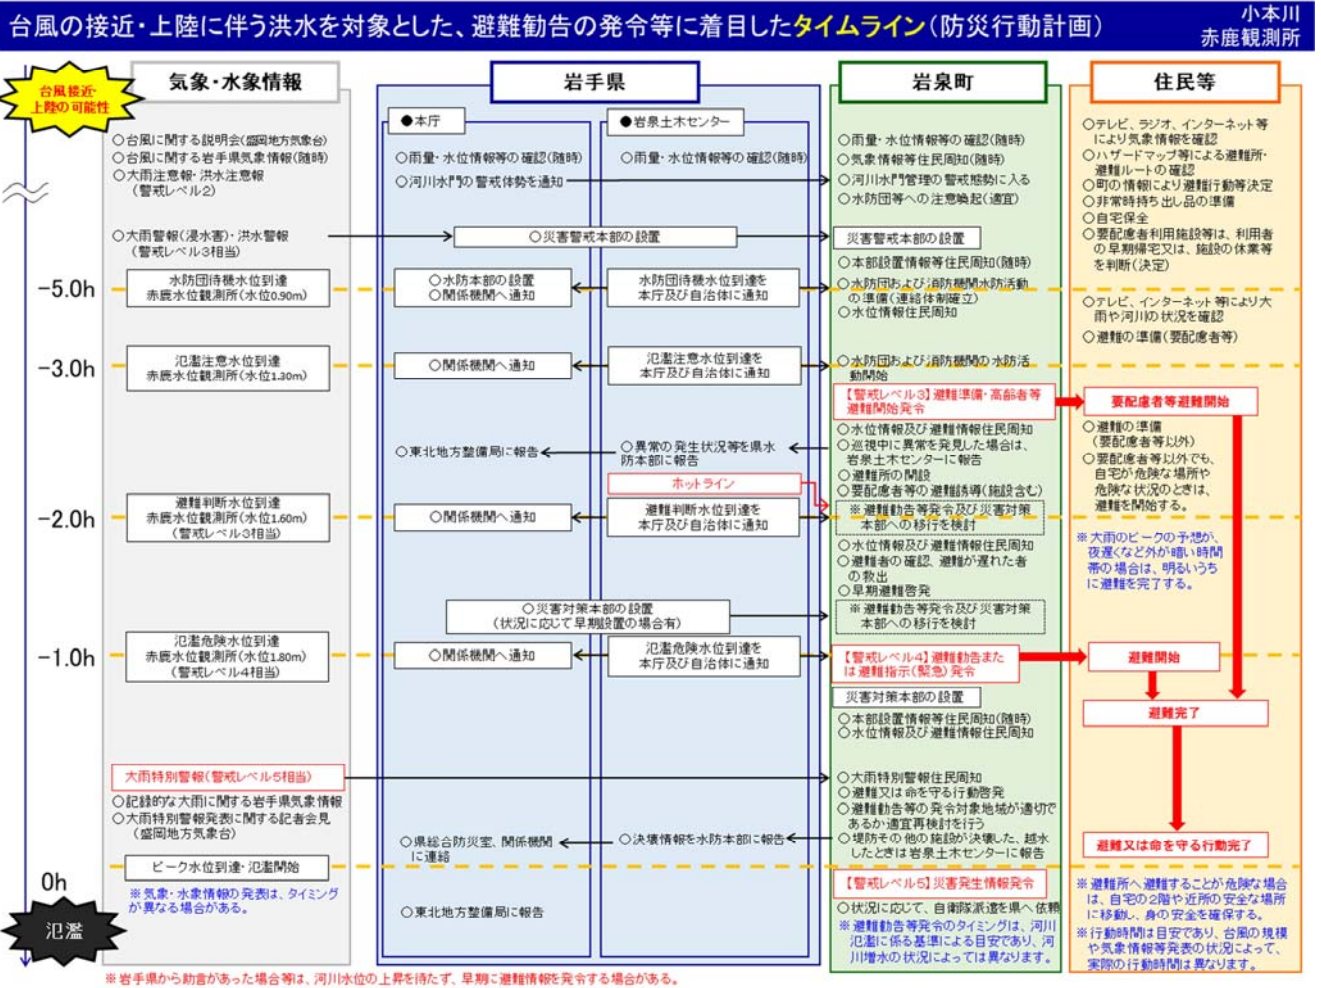 台風の接近・上陸に伴う洪水を対象とした、避難勧告の発令等に着目したタイムライン(防災行動計画)
小本川
赤鹿観測所
台風接近・
上陸の可能性
-5.0h
-3.0h
-2.0h
-1.0h
0h
氾濫
気象・水象情報
○台風に関する説明会(盛岡地方気象台)
○台風に関する岩手県気象情報(随時)
○大雨注意報・洪水注意報
(警戒レベル2)
○大雨警報(浸水害)・洪水警報
(警戒レベル3相当)
水防団待機水位到達
赤鹿水位観測所(水位0.90m)
氾濫注意水位到達
赤鹿水位観測所(水位1.30m)
避難判断水位到達
赤鹿水位観測所(水位1.60m)
(警戒レベル3相当)
氾濫危険水位到達
赤鹿水位観測所(水位1.80m)
(警戒レベル4相当)
大雨特別警報(警戒レベル5相当)
○記録的な大雨に関する岩手県気象情報
○大雨特別警報発表に関する記者会見
(盛岡地方気象台)
ピーク水位到達・氾濫開始
※気象・水象情報の発表は、タイミング
が異なる場合がある。
岩手県
●本庁
○雨量・水位情報等の確認(随時)
○河川水門の警戒体勢を通知
○災害警戒本部の設置
○水防本部の設置
○関係機関へ通知
○関係機関へ通知
○東北地方整備局に報告
○関係機関へ通知
○災害対策本部の設置
(状況に応じて早期設置の場合有)
○関係機関へ通知
○県総合防災室、関係機関
に連絡
○東北地方整備局に報告
●岩泉土木センター
○雨量・水位情報等の確認(随時)
水防団待機水位到達を
本庁及び自治体に通知
氾濫注意水位到達を
本庁及び自治体に通知
○異常の発生状況等を県水
防本部に報告
ホットライン
避難判断水位到達を
本庁及び自治体に通知
氾濫危険水位到達を
本庁及び自治体に通知
○決壊情報を水防本部に報告
岩泉町
○雨量・水位情報等の確認(随時)
○気象情報等住民周知(随時)
○河川水門管理の警戒態勢に入る
○水防団等への注意喚起(適宜)
災害警戒本部の設置
○本部設置情報等住民周知(随時)
○水防団および消防機関水防活動
の準備(連絡体制確立)
○水位情報住民周知
○水防団および消防機関の水防活
動開始
【警戒レベル3】避難準備・高齢者等
避難開始発令
○水位情報及び避難情報住民周知
○巡視中に異常を発見した場合は、
岩泉土木センターに報告
○避難所の開設
○要配慮者等の避難誘導(施設含む)
※避難勧告等発令及び災害対策
本部への移行を検討
○水位情報及び避難情報住民周知
○避難者の確認、避難が遅れた者
の救出
○早期避難啓発
※避難勧告等発令及び災害対策
本部への移行を検討
【警戒レベル4】避難勧告また
は避難指示(緊急)発令
災害対策本部の設置
○本部設置情報等住民周知(随時)
○水位情報及び避難情報住民周知
○大雨特別警報住民周知
○避難又は命を守る行動啓発
○避難勧告等の発令対象地域が適切で
あるか適宜再検討を行う
○堤防その他の施設が決壊した、越水
したときは岩泉土木センターに報告
【警戒レベル5】災害発生情報発令
○状況に応じて、自衛隊派遣を県へ依頼
※避難勧告等発令のタイミングは、河川
氾濫に係る基準による目安であり、河
川増水の状況によっては異なります。
住民等
○テレビ、ラジオ、インターネット等
により気象情報を確認
○ハザードマップ等による避難所・
避難ルートの確認
○町の情報により避難行動等決定
○非常時持ち出し品の準備
○自宅保全
○要配慮者利用施設等は、利用者
の早期帰宅又は、施設の休業等
を判断(決定)
○テレビ、インターネット等により大
雨や河川の状況を確認
○避難の準備(要配慮者等)
要配慮者等避難開始
○避難の準備
(要配慮者等以外)
○要配慮者等以外でも、
自宅が危険な場所や
危険な状況のときは、
避難を開始する。
※大雨のピークの予想が、
夜遅くなど外が暗い時間
帯の場合は、明るいうち
に避難を完了する。
避難開始
避難完了
避難又は命を守る行動完了
※避難所へ避難することが危険な場合
は、自宅の2階や近所の安全な場所
に移動し、身の安全を確保する。
※行動時間は目安であり、台風の規模
や気象情報等発表の状況によって、
実際の行動時間は異なります。
※岩手県から助言があった場合等は、河川水位の上昇を待たず、早期に避難情報を発令する場合がある。